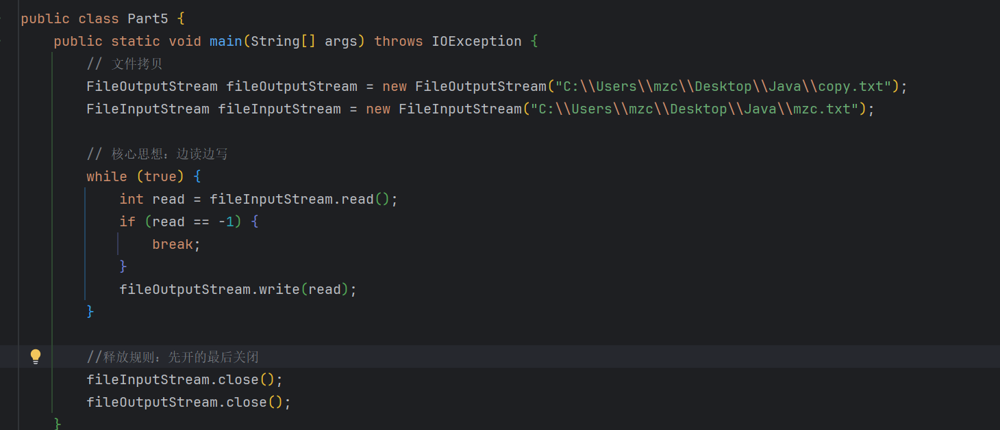 public class Part5 {
public static void main(String[] args) throws IOException {
// 文件拷贝
FileOutputStream fileOutputStream = new FileOutputStream("C:\\Users\\mzc\\Desktop\\Java\\copy.txt");
FileInputStream fileInputStream = new FileInputStream("C:\\Users\\mzc\\Desktop\\Java\\mzc.txt");
// 核心思想：边读边写
while (true) {
int read = fileInputStream.read();
if (read == -1) {
break;
}
fileOutputStream.write(read);
}
//释放规则：先开的最后关闭
fileInputStream.close();
fileOutputStream.close();
}